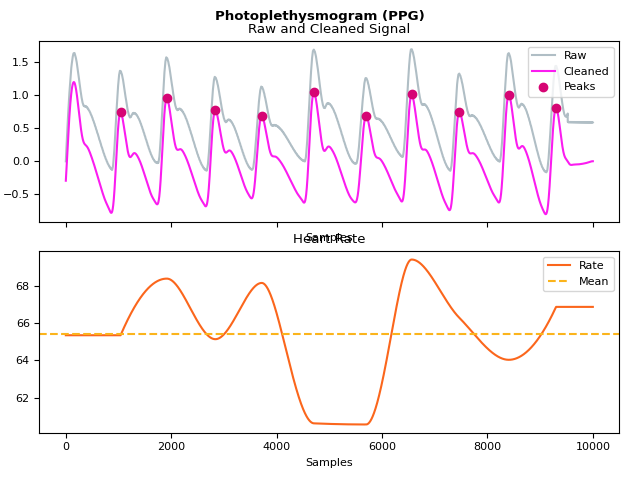 Photoplethysmogram (PPG)
Raw and Cleaned Signal
Raw
Cleaned
Peaks
1.5
1.0
0.5
0.0
−0.5
Samples
Heart Rate
Rate
Mean
68
66
64
62
0 2000 4000 6000 8000 10000
Samples